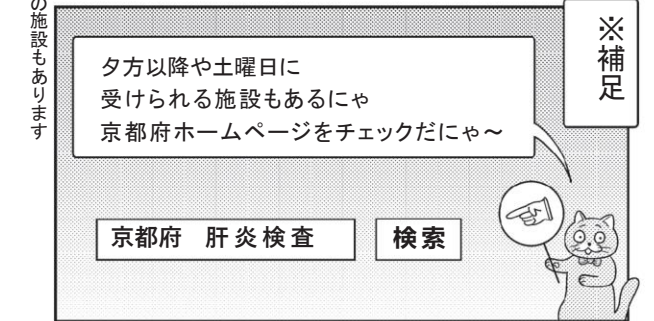 ※補足
夕方以降や土曜日に
受けられる施設もあるにゃ
京都府ホームページをチェックだにゃ～
京都府　肝炎検査
検索
の施設もあります